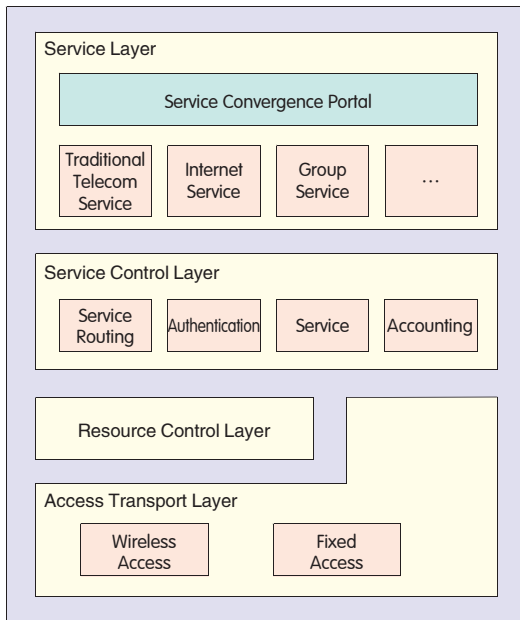 Service Layer
Service Convergence Portal
Traditional
Telecom
Service
Internet
Service
Group
Service
...
Service Control Layer
Service
Routing
Authentication
Service
Accounting
Resource Control Layer
Access Transport Layer
Wireless
Access
Fixed
Access